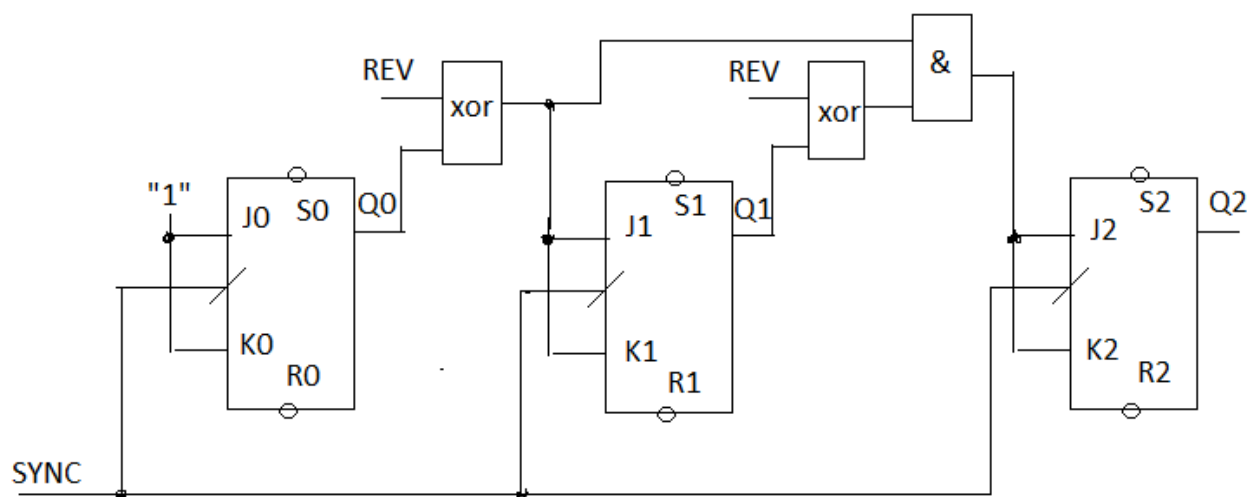 REV
xor
REV
xor
&
"1"
J0
S0
Q0
K0
R0
J1
S1
Q1
K1
R1
J2
S2
Q2
K2
R2
SYNC